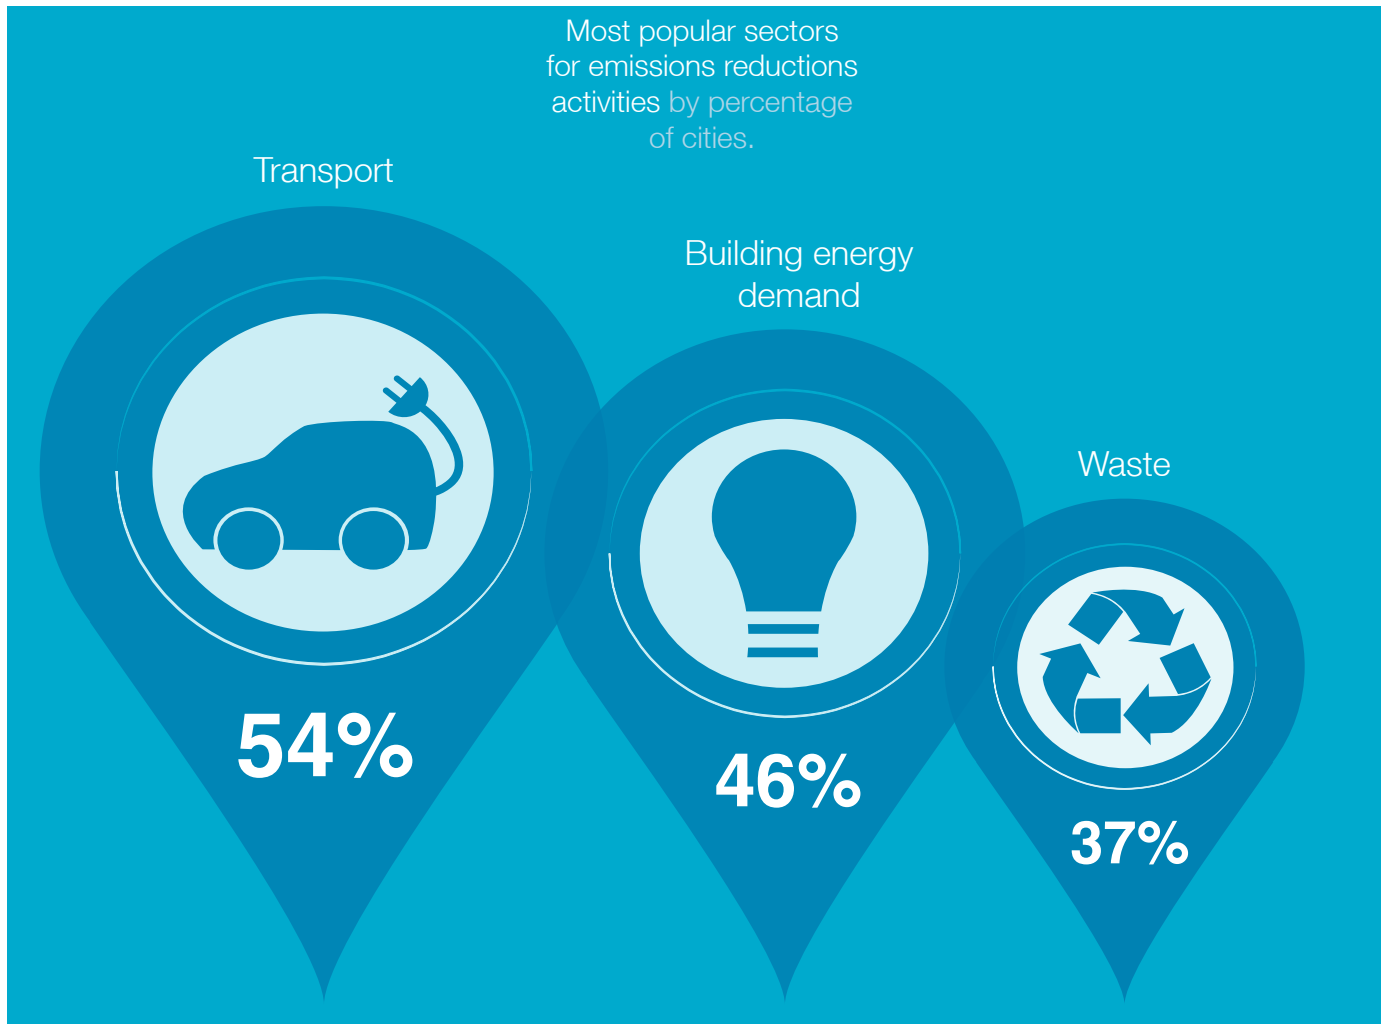 Most popular sectors
for emissions reductions
activities by percentage
of cities.
Transport
54%
Building energy
demand
46%
Waste
37%